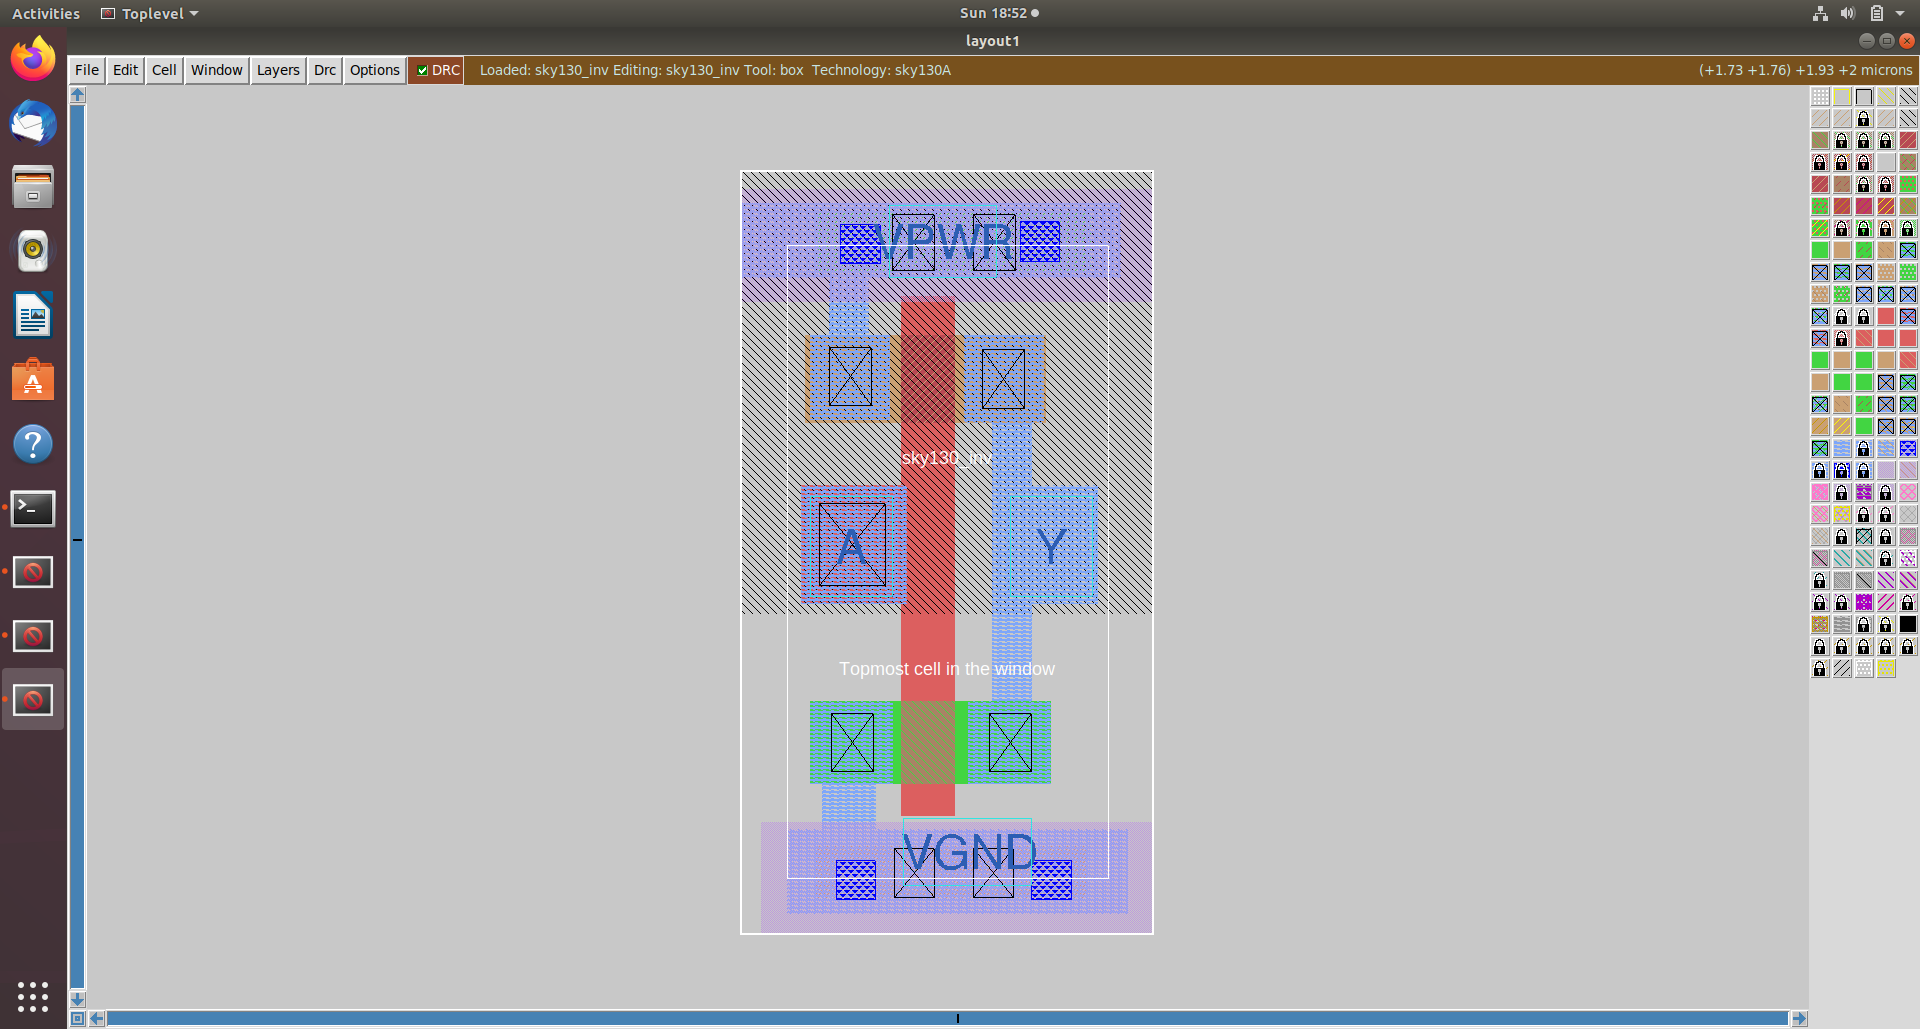 Activities Toplevel Sun 18:52
layout1
File Edit Cell Window Layers Drc Options DRC Loaded: sky130_inv Editing: sky130_inv Tool: box Technology: sky130A (+1.73 +1.76) +1.93 +2 microns
VPWR
sky130_inv
A Y
Topmost cell in the window
VGND